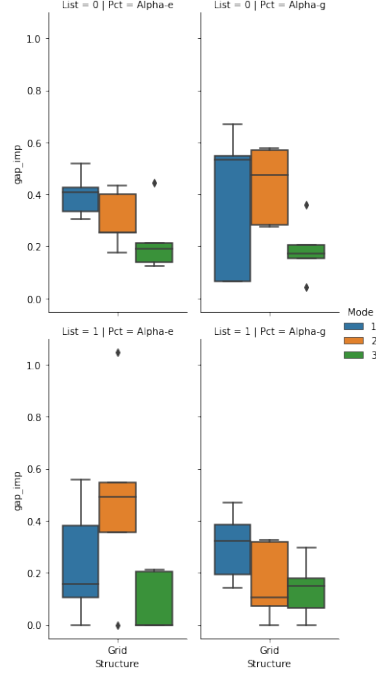 List = 0 | Pct = Alpha-e
List = 0 | Pct = Alpha-g
1.0
0.8
0.6
0.4
0.2
0.0
gap_imp
Mode
1
2
3
List = 1 | Pct = Alpha-e
List = 1 | Pct = Alpha-g
1.0
0.8
0.6
0.4
0.2
0.0
gap_imp
Grid
Structure
Grid
Structure